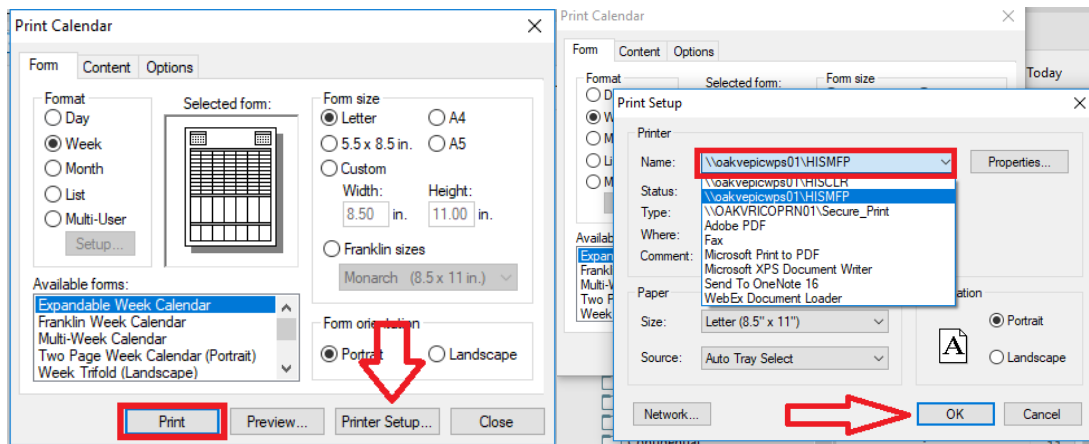 Print Calendar
Form Content Options
Format
Day
Week
Month
List
Multi-User
Setup...
Selected form:
Form size
Letter A4
5.5 x 8.5 in. A5
Custom
Width: Height:
8.50 in. 11.00 in.
Franklin sizes
Monarch (8.5 x 11 in.)
Available forms:
Expandable Week Calendar
Franklin Week Calendar
Multi-Week Calendar
Two Page Week Calendar (Portrait)
Week Trifold (Landscape)
Form orientation
Portrait Landscape
Print Preview... Printer Setup... Close
Print Calendar
Form Content Options
Format
Selected form:
Form size
Today
Print Setup
Printer
Name: \\oakvepicwps01\HISMFP Properties...
\\oakvepicwps01\HISCLR
\\oakvepicwps01\HISMFP
\\OAKVRICOPRN01\Secure_Print
Adobe PDF
Fax
Microsoft Print to PDF
Microsoft XPS Document Writer
Send To OneNote 16
WebEx Document Loader
Status:
Type:
Where:
Comment:
Paper
Size: Letter (8.5" x 11")
Source: Auto Tray Select
A
Portrait
Landscape
Network... OK Cancel